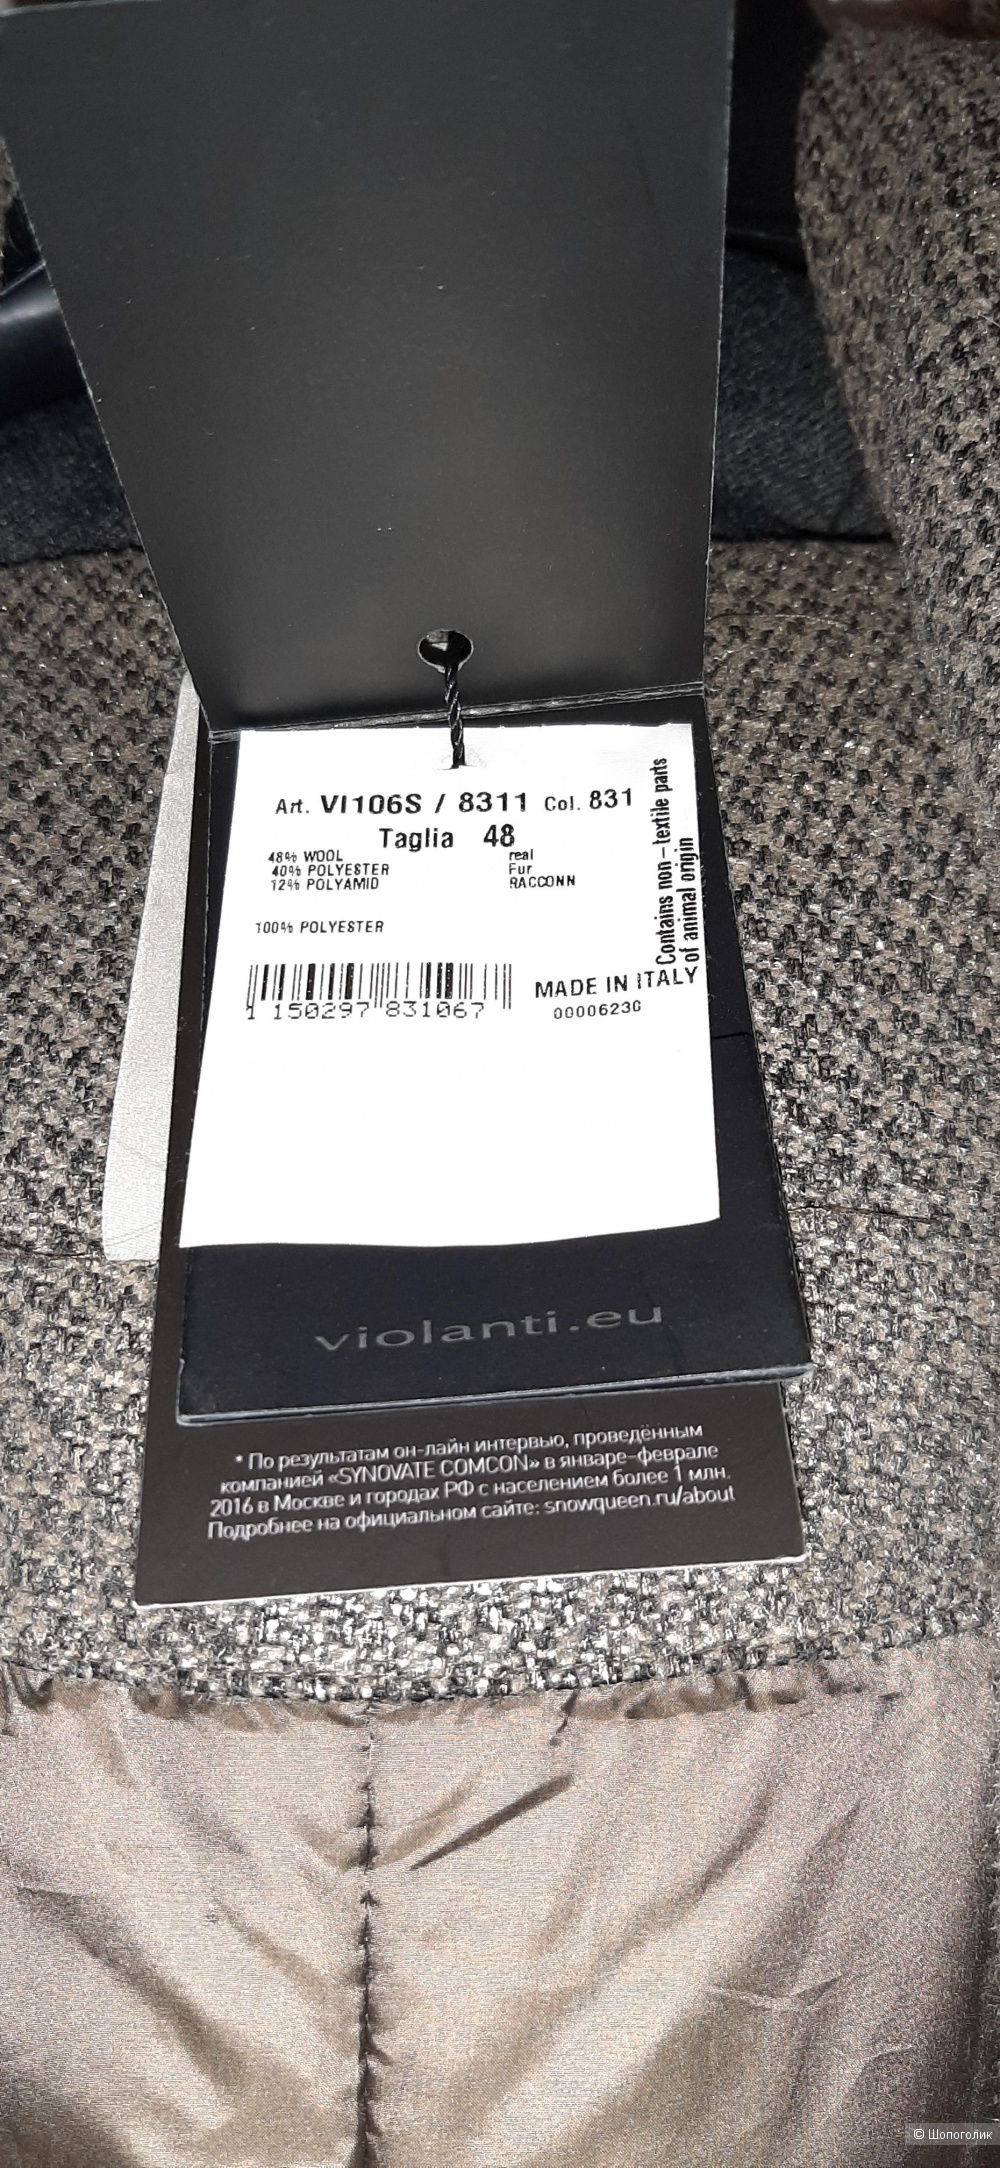 Art. VI106S / 8311 Col. 831
Taglia 48
48% WOOL
40% POLYESTER
12% POLYAMID
real
Fur
RACCONN
100% POLYESTER
Contains non-textile parts
of animal origin
1 150297 831067
MADE IN ITALY
00006230
violanti.eu
* По результатам он-лайн интервью, проведённым
компанией «SYNOVATE COMCON» в январе-феврале
2016 в Москве и городах РФ с населением более 1 млн.
Подробнее на официальном сайте: snowqueen.ru/about
© Шопоголик